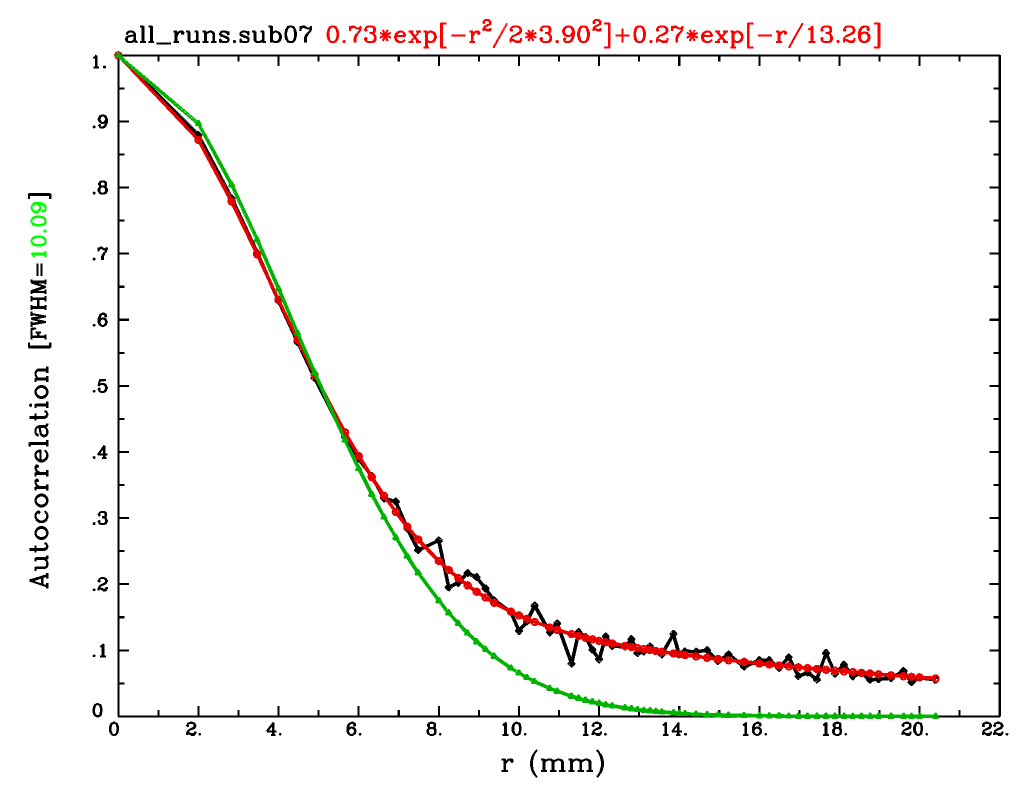 all_runs.sub07 0.73*exp[-r²/2*3.90²]+0.27*exp[-r/13.26]
1.
.9
.8
.7
.6
.5
.4
.3
.2
.1
0
Autocorrelation [FWHM=10.09]
0 2. 4. 6. 8. 10. 12. 14. 16. 18. 20. 22.
r (mm)